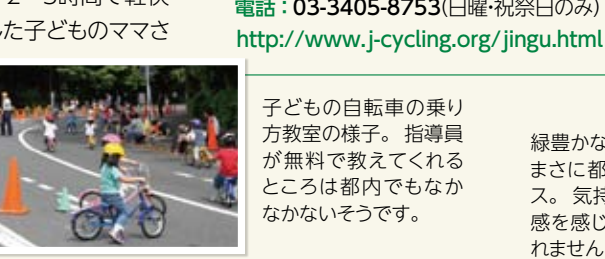 2～3時間で軽快
した子どものママさ
電話：03-3405-8753(日曜・祝祭日のみ)
http://www.j-cycling.org/jingu.html
子どもの自転車の乗り
方教室の様子。指導員
が無料で教えてくれる
ところは都内でもなか
なかないそうです。
緑豊かな
まさに都
ス。気持
感を感じ
れません